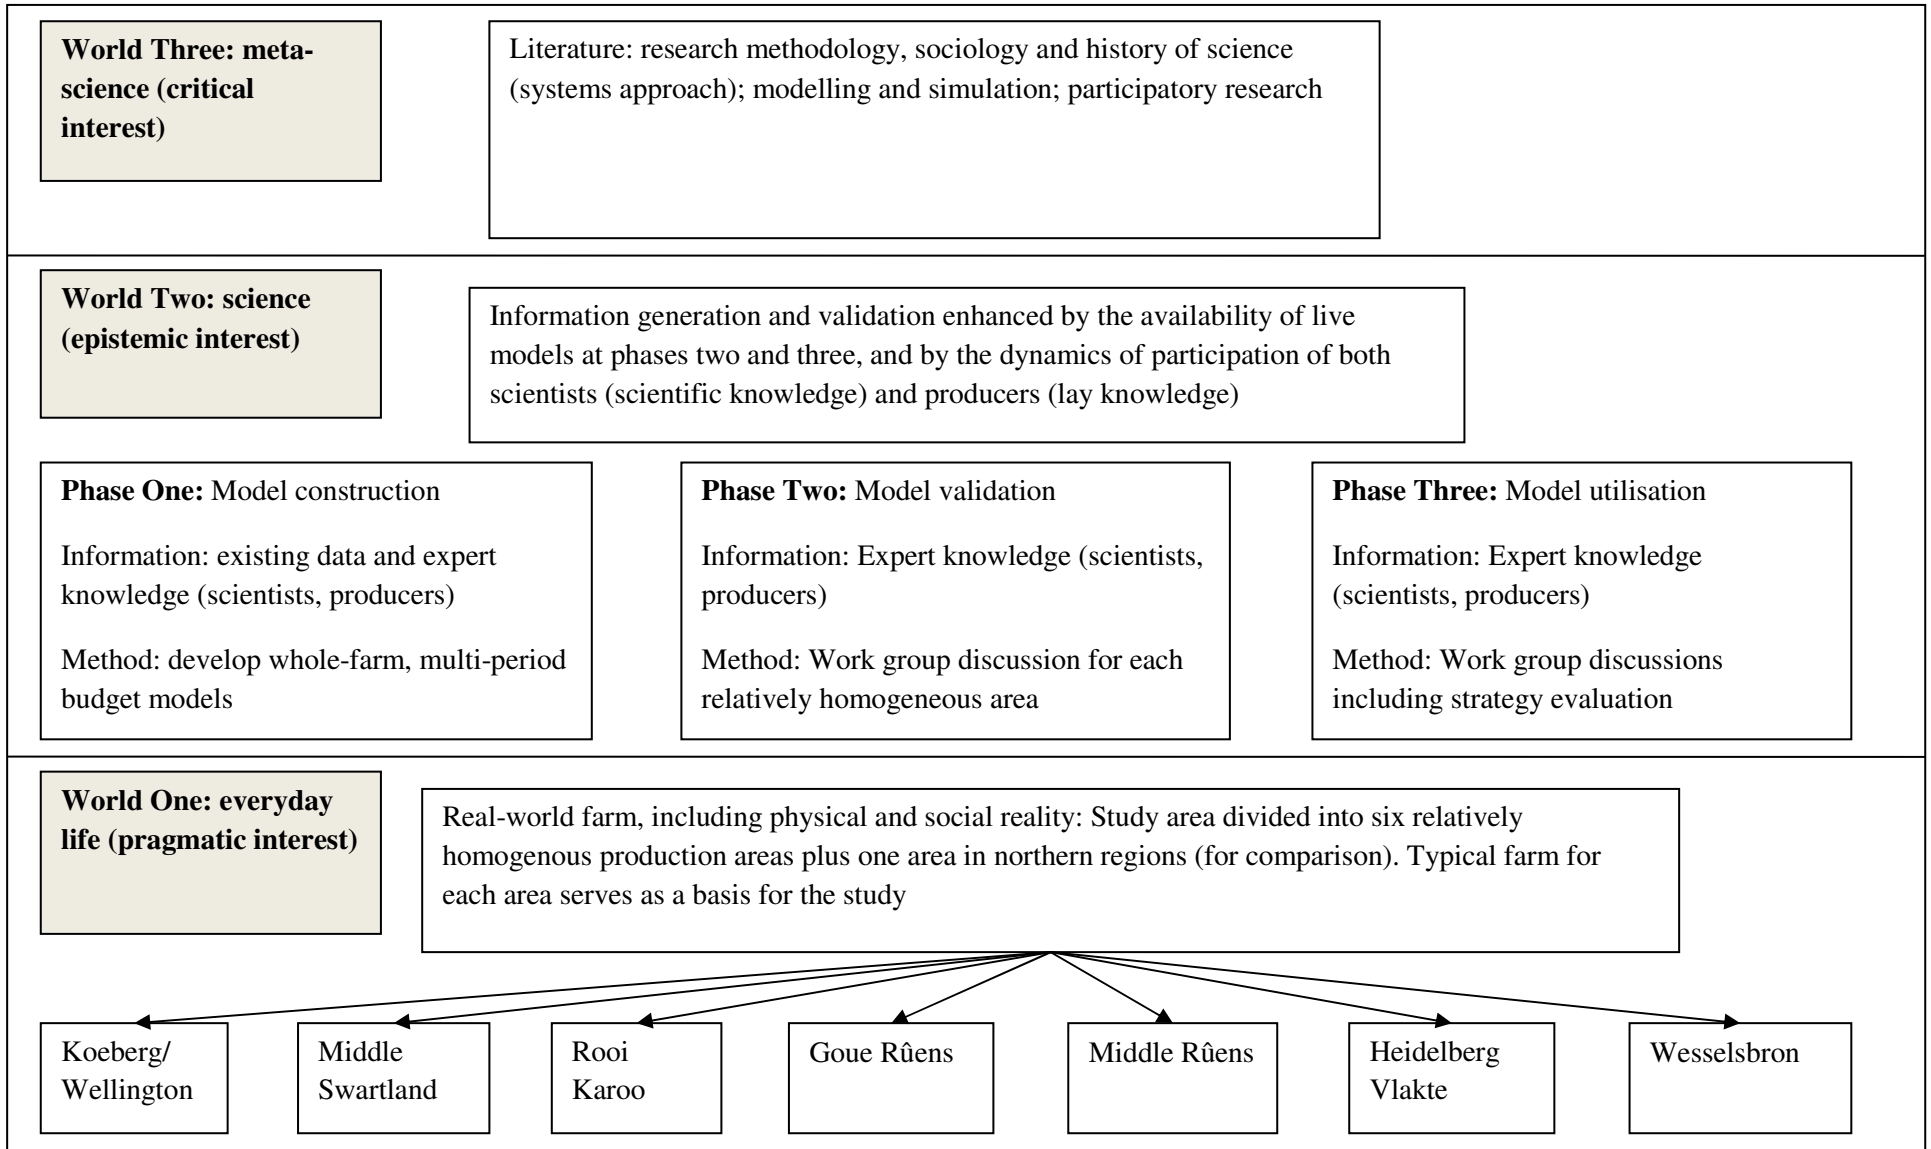 World Three: meta-
science (critical
interest)
Literature: research methodology, sociology and history of science
(systems approach); modelling and simulation; participatory research
World Two: science
(epistemic interest)
Information generation and validation enhanced by the availability of live
models at phases two and three, and by the dynamics of participation of both
scientists (scientific knowledge) and producers (lay knowledge)
Phase One: Model construction
Information: existing data and expert
knowledge (scientists, producers)
Method: develop whole-farm, multi-period
budget models
Phase Two: Model validation
Information: Expert knowledge (scientists,
producers)
Method: Work group discussion for each
relatively homogeneous area
Phase Three: Model utilisation
Information: Expert knowledge
(scientists, producers)
Method: Work group discussions
including strategy evaluation
World One: everyday
life (pragmatic interest)
Real-world farm, including physical and social reality: Study area divided into six relatively
homogenous production areas plus one area in northern regions (for comparison). Typical farm for
each area serves as a basis for the study
Koeberg/
Wellington
Middle
Swartland
Rooi
Karoo
Goue Rûens
Middle Rûens
Heidelberg
Vlakte
Wesselsbron